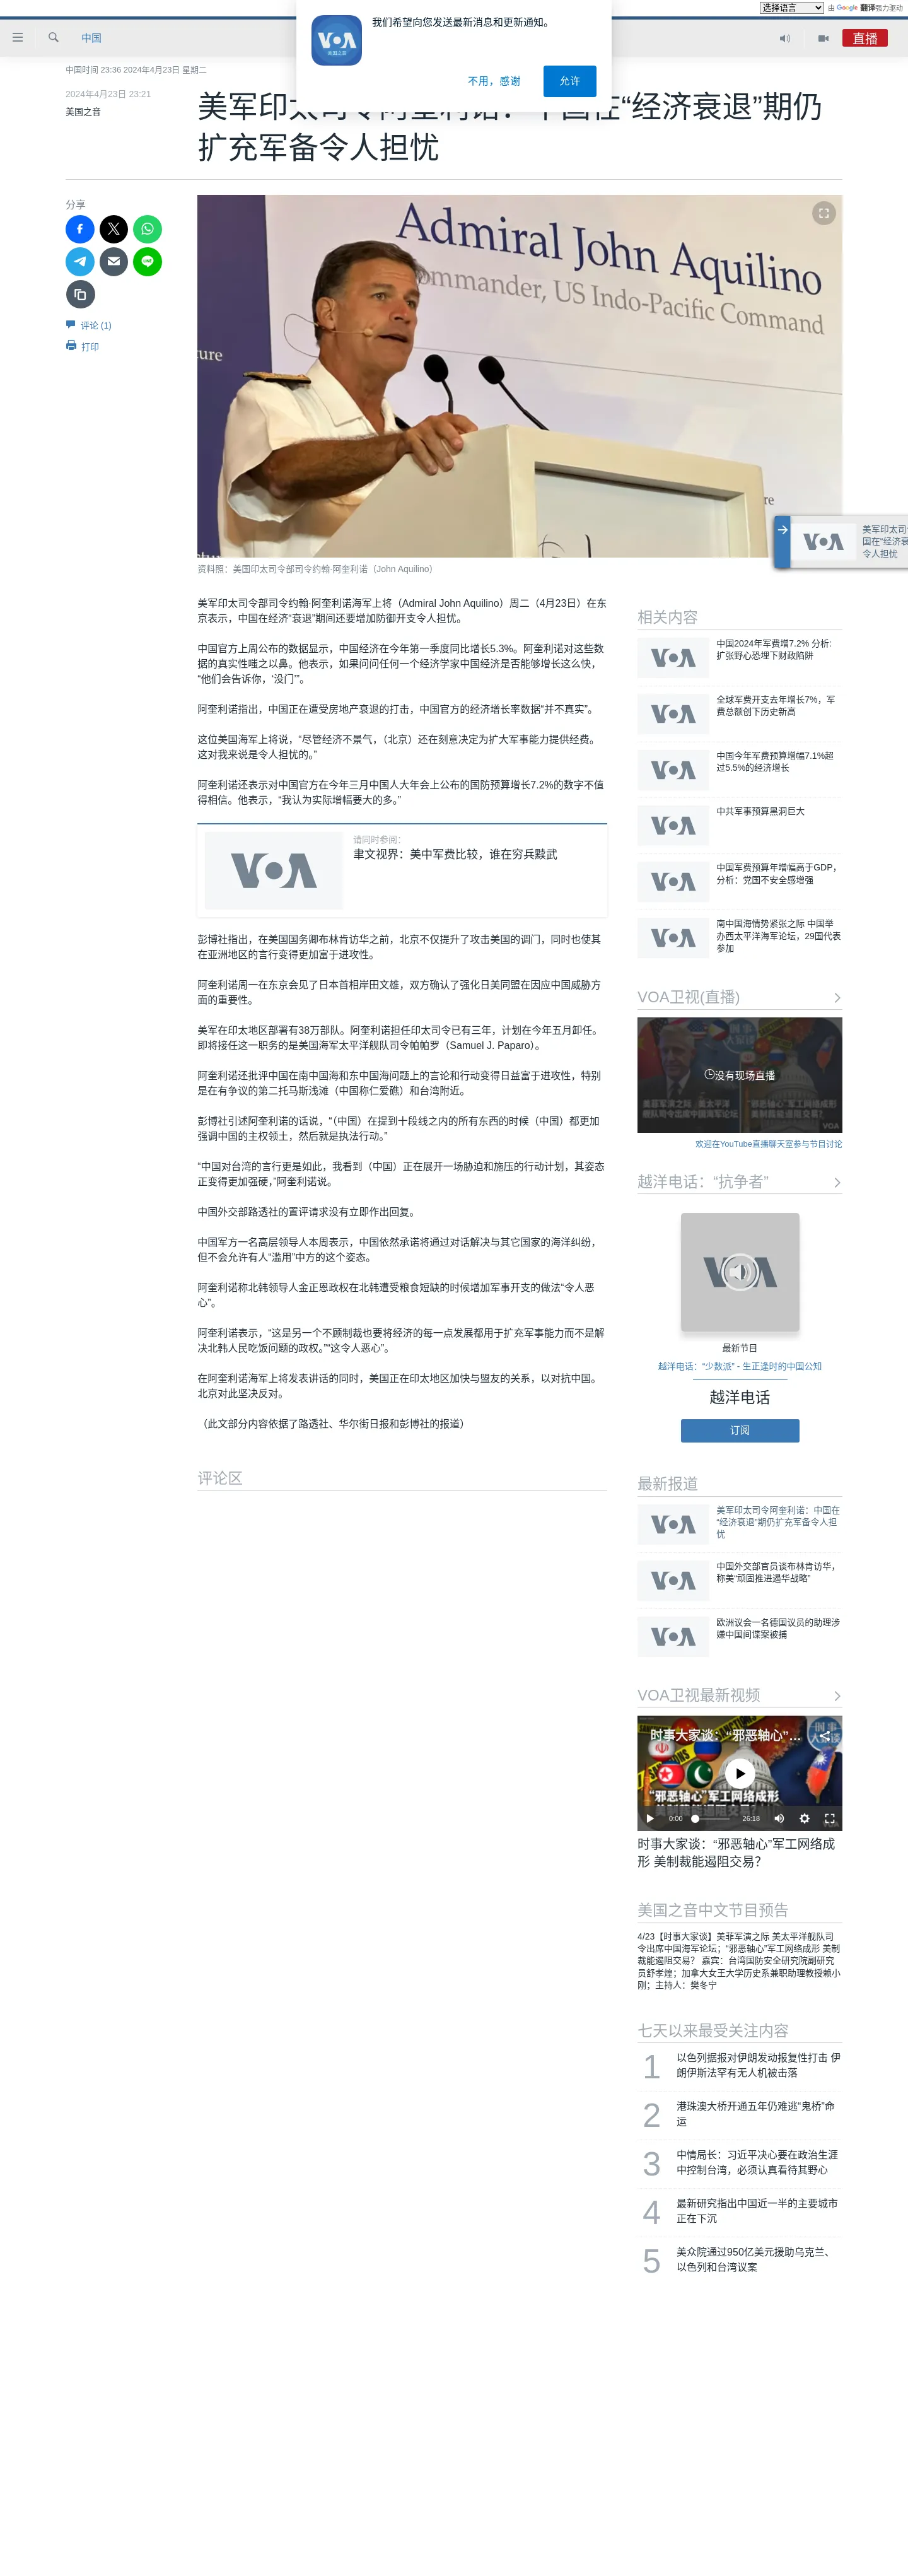 选择语言 由 Google 翻译强力驱动
中国
直播
VOA
美国之音
我们希望向您发送最新消息和更新通知。
不用，感谢
允许
中国时间 23:36 2024年4月23日 星期二
2024年4月23日 23:21
美国之音
在“经济衰退”期仍
扩充军备令人担忧
分享
评论 (1)
打印
Admiral John Aquilino
ommander, US Indo-Pacific Command
资料照：美国印太司令部司令约翰·阿奎利诺（John Aquilino）
美军印太司令部司令约翰·阿奎利诺海军上将（Admiral John Aquilino）周二（4月23日）在东
京表示，中国在经济“衰退”期间还要增加防御开支令人担忧。
中国官方上周公布的数据显示，中国经济在今年第一季度同比增长5.3%。阿奎利诺对这些数
据的真实性嗤之以鼻。他表示，如果问问任何一个经济学家中国经济是否能够增长这么快，
“他们会告诉你，‘没门’”。
阿奎利诺指出，中国正在遭受房地产衰退的打击，中国官方的经济增长率数据“并不真实”。
这位美国海军上将说，“尽管经济不景气，（北京）还在刻意决定为扩大军事能力提供经费。
这对我来说是令人担忧的。”
阿奎利诺还表示对中国官方在今年三月中国人大年会上公布的国防预算增长7.2%的数字不值
得相信。他表示，“我认为实际增幅要大的多。”
VOA
请同时参阅：
聿文视界：美中军费比较，谁在穷兵黩武
彭博社指出，在美国国务卿布林肯访华之前，北京不仅提升了攻击美国的调门，同时也使其
在亚洲地区的言行变得更加富于进攻性。
阿奎利诺周一在东京会见了日本首相岸田文雄，双方确认了强化日美同盟在因应中国威胁方
面的重要性。
美军在印太地区部署有38万部队。阿奎利诺担任印太司令已有三年，计划在今年五月卸任。
即将接任这一职务的是美国海军太平洋舰队司令帕帕罗（Samuel J. Paparo）。
阿奎利诺还批评中国在南中国海和东中国海问题上的言论和行动变得日益富于进攻性，特别
是在有争议的第二托马斯浅滩（中国称仁爱礁）和台湾附近。
彭博社引述阿奎利诺的话说，“（中国）在提到十段线之内的所有东西的时候（中国）都更加
强调中国的主权领土，然后就是执法行动。”
“中国对台湾的言行更是如此，我看到（中国）正在展开一场胁迫和施压的行动计划，其姿态
正变得更加强硬，”阿奎利诺说。
中国外交部路透社的置评请求没有立即作出回复。
中国军方一名高层领导人本周表示，中国依然承诺将通过对话解决与其它国家的海洋纠纷，
但不会允许有人“滥用”中方的这个姿态。
阿奎利诺称北韩领导人金正恩政权在北韩遭受粮食短缺的时候增加军事开支的做法“令人恶
心”。
阿奎利诺表示，“这是另一个不顾制裁也要将经济的每一点发展都用于扩充军事能力而不是解
决北韩人民吃饭问题的政权。”“这令人恶心”。
在阿奎利诺海军上将发表讲话的同时，美国正在印太地区加快与盟友的关系，以对抗中国。
北京对此坚决反对。
（此文部分内容依据了路透社、华尔街日报和彭博社的报道）
评论区
VOA
美军印太司
国在“经济衰
令人担忧
相关内容
VOA
中国2024年军费增7.2% 分析:
扩张野心恐埋下财政陷阱
VOA
全球军费开支去年增长7%，军
费总额创下历史新高
VOA
中国今年军费预算增幅7.1%超
过5.5%的经济增长
VOA
中共军事预算黑洞巨大
VOA
中国军费预算年增幅高于GDP，
分析：党国不安全感增强
VOA
南中国海情势紧张之际 中国举
办西太平洋海军论坛，29国代表
参加
VOA卫视(直播)
没有现场直播
欢迎在YouTube直播聊天室参与节目讨论
越洋电话：“抗争者”
最新节目
越洋电话：“少数派” - 生正逢时的中国公知
越洋电话
订阅
最新报道
VOA
美军印太司令阿奎利诺：中国在
“经济衰退”期仍扩充军备令人担
忧
VOA
中国外交部官员谈布林肯访华，
称美“顽固推进遏华战略”
VOA
欧洲议会一名德国议员的助理涉
嫌中国间谍案被捕
VOA卫视最新视频
时事大家谈：“邪恶轴心”...
“邪恶轴心”军工网络成形
美制裁能遏阻交易？
0:00 26:18
时事大家谈：“邪恶轴心”军工网络成
形 美制裁能遏阻交易？
美国之音中文节目预告
4/23【时事大家谈】美菲军演之际 美太平洋舰队司
令出席中国海军论坛；“邪恶轴心”军工网络成形 美制
裁能遏阻交易？ 嘉宾：台湾国防安全研究院副研究
员舒孝煌；加拿大女王大学历史系兼职助理教授赖小
刚；主持人：樊冬宁
七天以来最受关注内容
1 以色列据报对伊朗发动报复性打击 伊
朗伊斯法罕有无人机被击落
2 港珠澳大桥开通五年仍难逃“鬼桥”命
运
3 中情局长：习近平决心要在政治生涯
中控制台湾，必须认真看待其野心
4 最新研究指出中国近一半的主要城市
正在下沉
5 美众院通过950亿美元援助乌克兰、
以色列和台湾议案